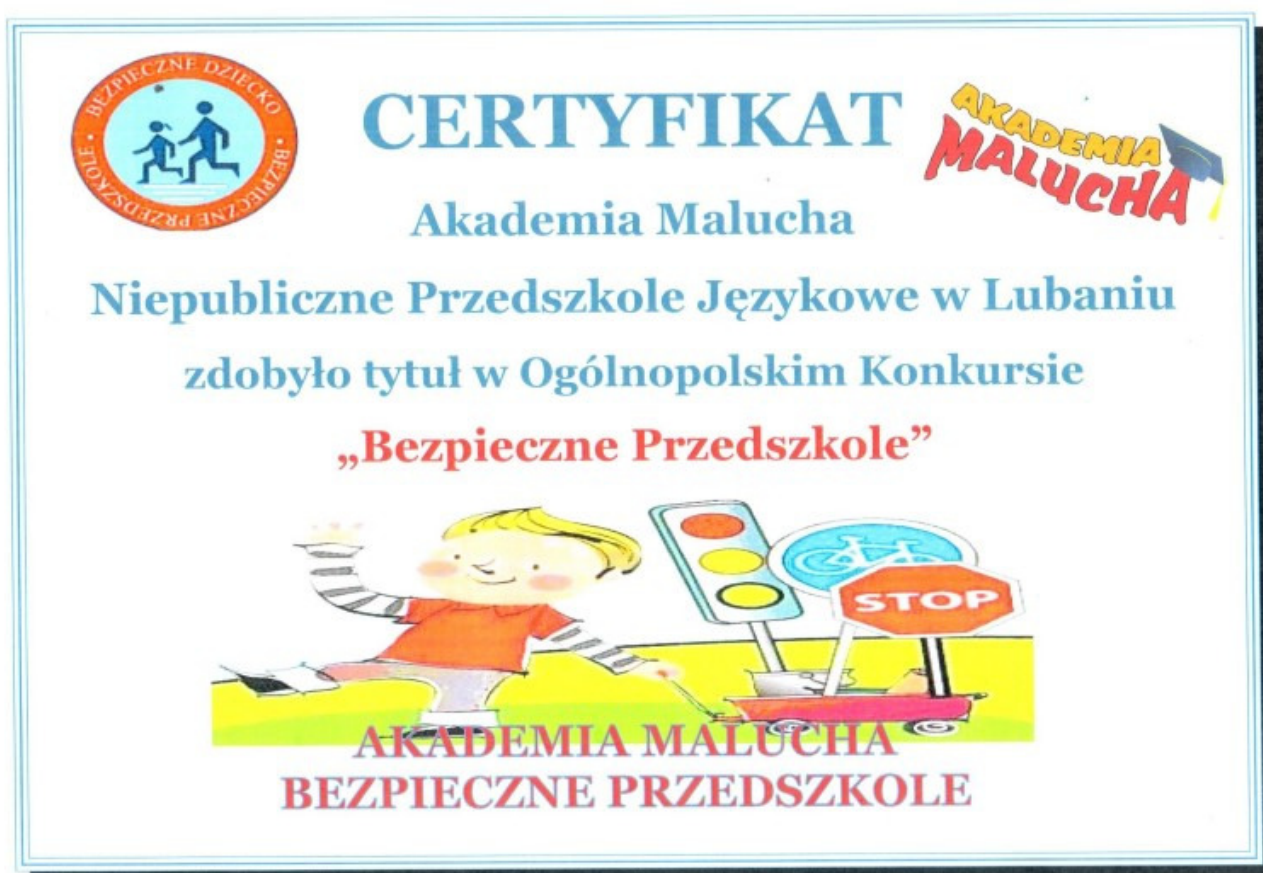 BEZPIECZNE DZIECKO • BEZPIECZNE PRZEDSZKOLE •
CERTYFIKAT
AKADEMIA
MALUCHA
Akademia Malucha
Niepubliczne Przedszkole Językowe w Lubaniu
zdobyło tytuł w Ogólnopolskim Konkursie
„Bezpieczne Przedszkole”
STOP
AKADEMIA MALUCHA
BEZPIECZNE PRZEDSZKOLE